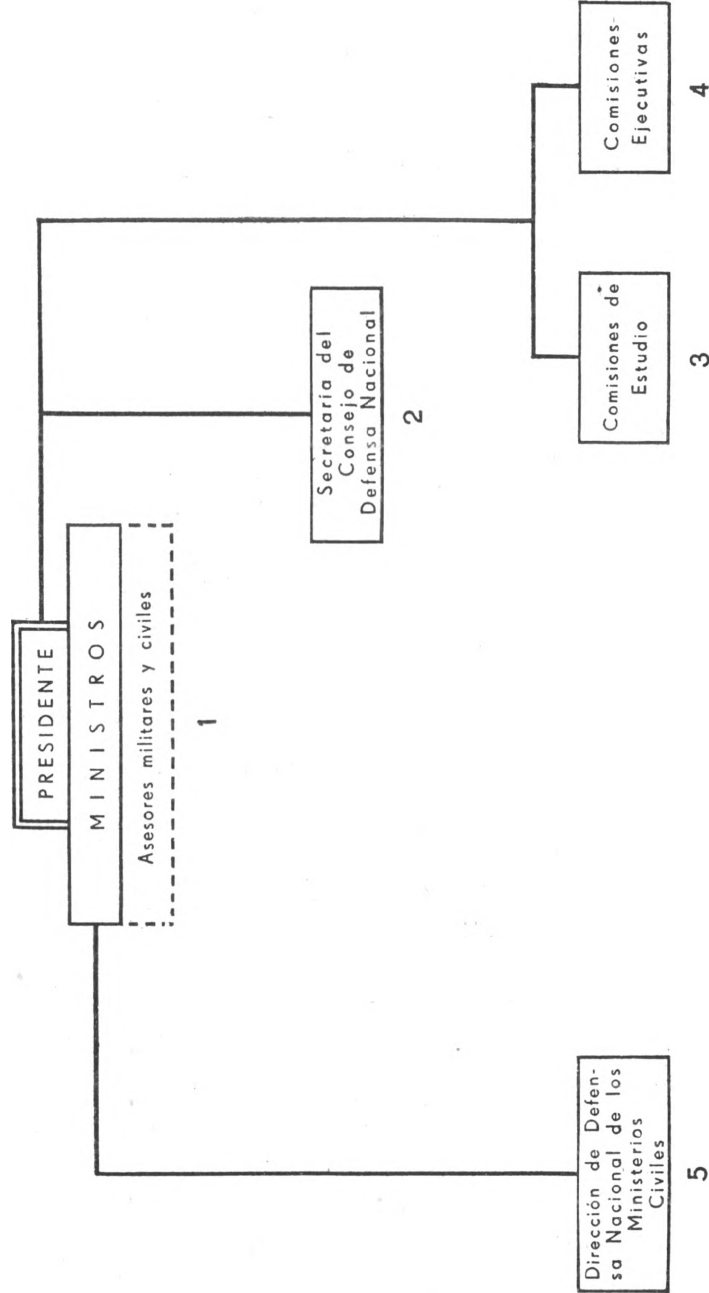 PRESIDENTE
MINISTROS
Asesores militares y civiles
1
Secretaría del
Consejo de
Defensa Nacional
2
Dirección de Defen-
sa Nacional de los
Ministerios
Civiles
5
Comisiones de
Estudio
3
Comisiones-
Ejecutivas
4